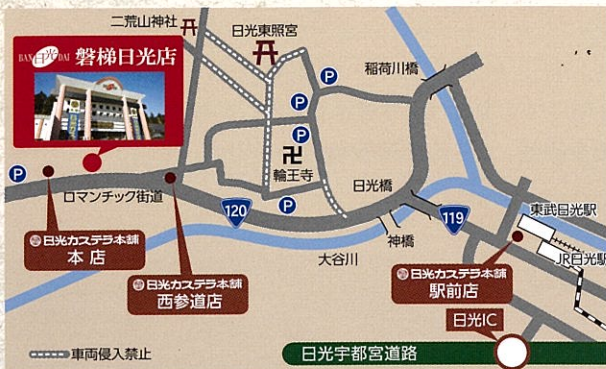 二荒山神社
日光東照宮
BAN 日光 DAI 磐梯日光店
稲荷川橋
P
P
P
P
P
輪王寺
日光橋
ロマンチック街道
120
119
東武日光駅
神橋
大谷川
JR日光駅
日光カステラ本舗
本店
日光カステラ本舗
西参道店
日光カステラ本舗
駅前店
日光IC
車両侵入禁止
日光宇都宮道路